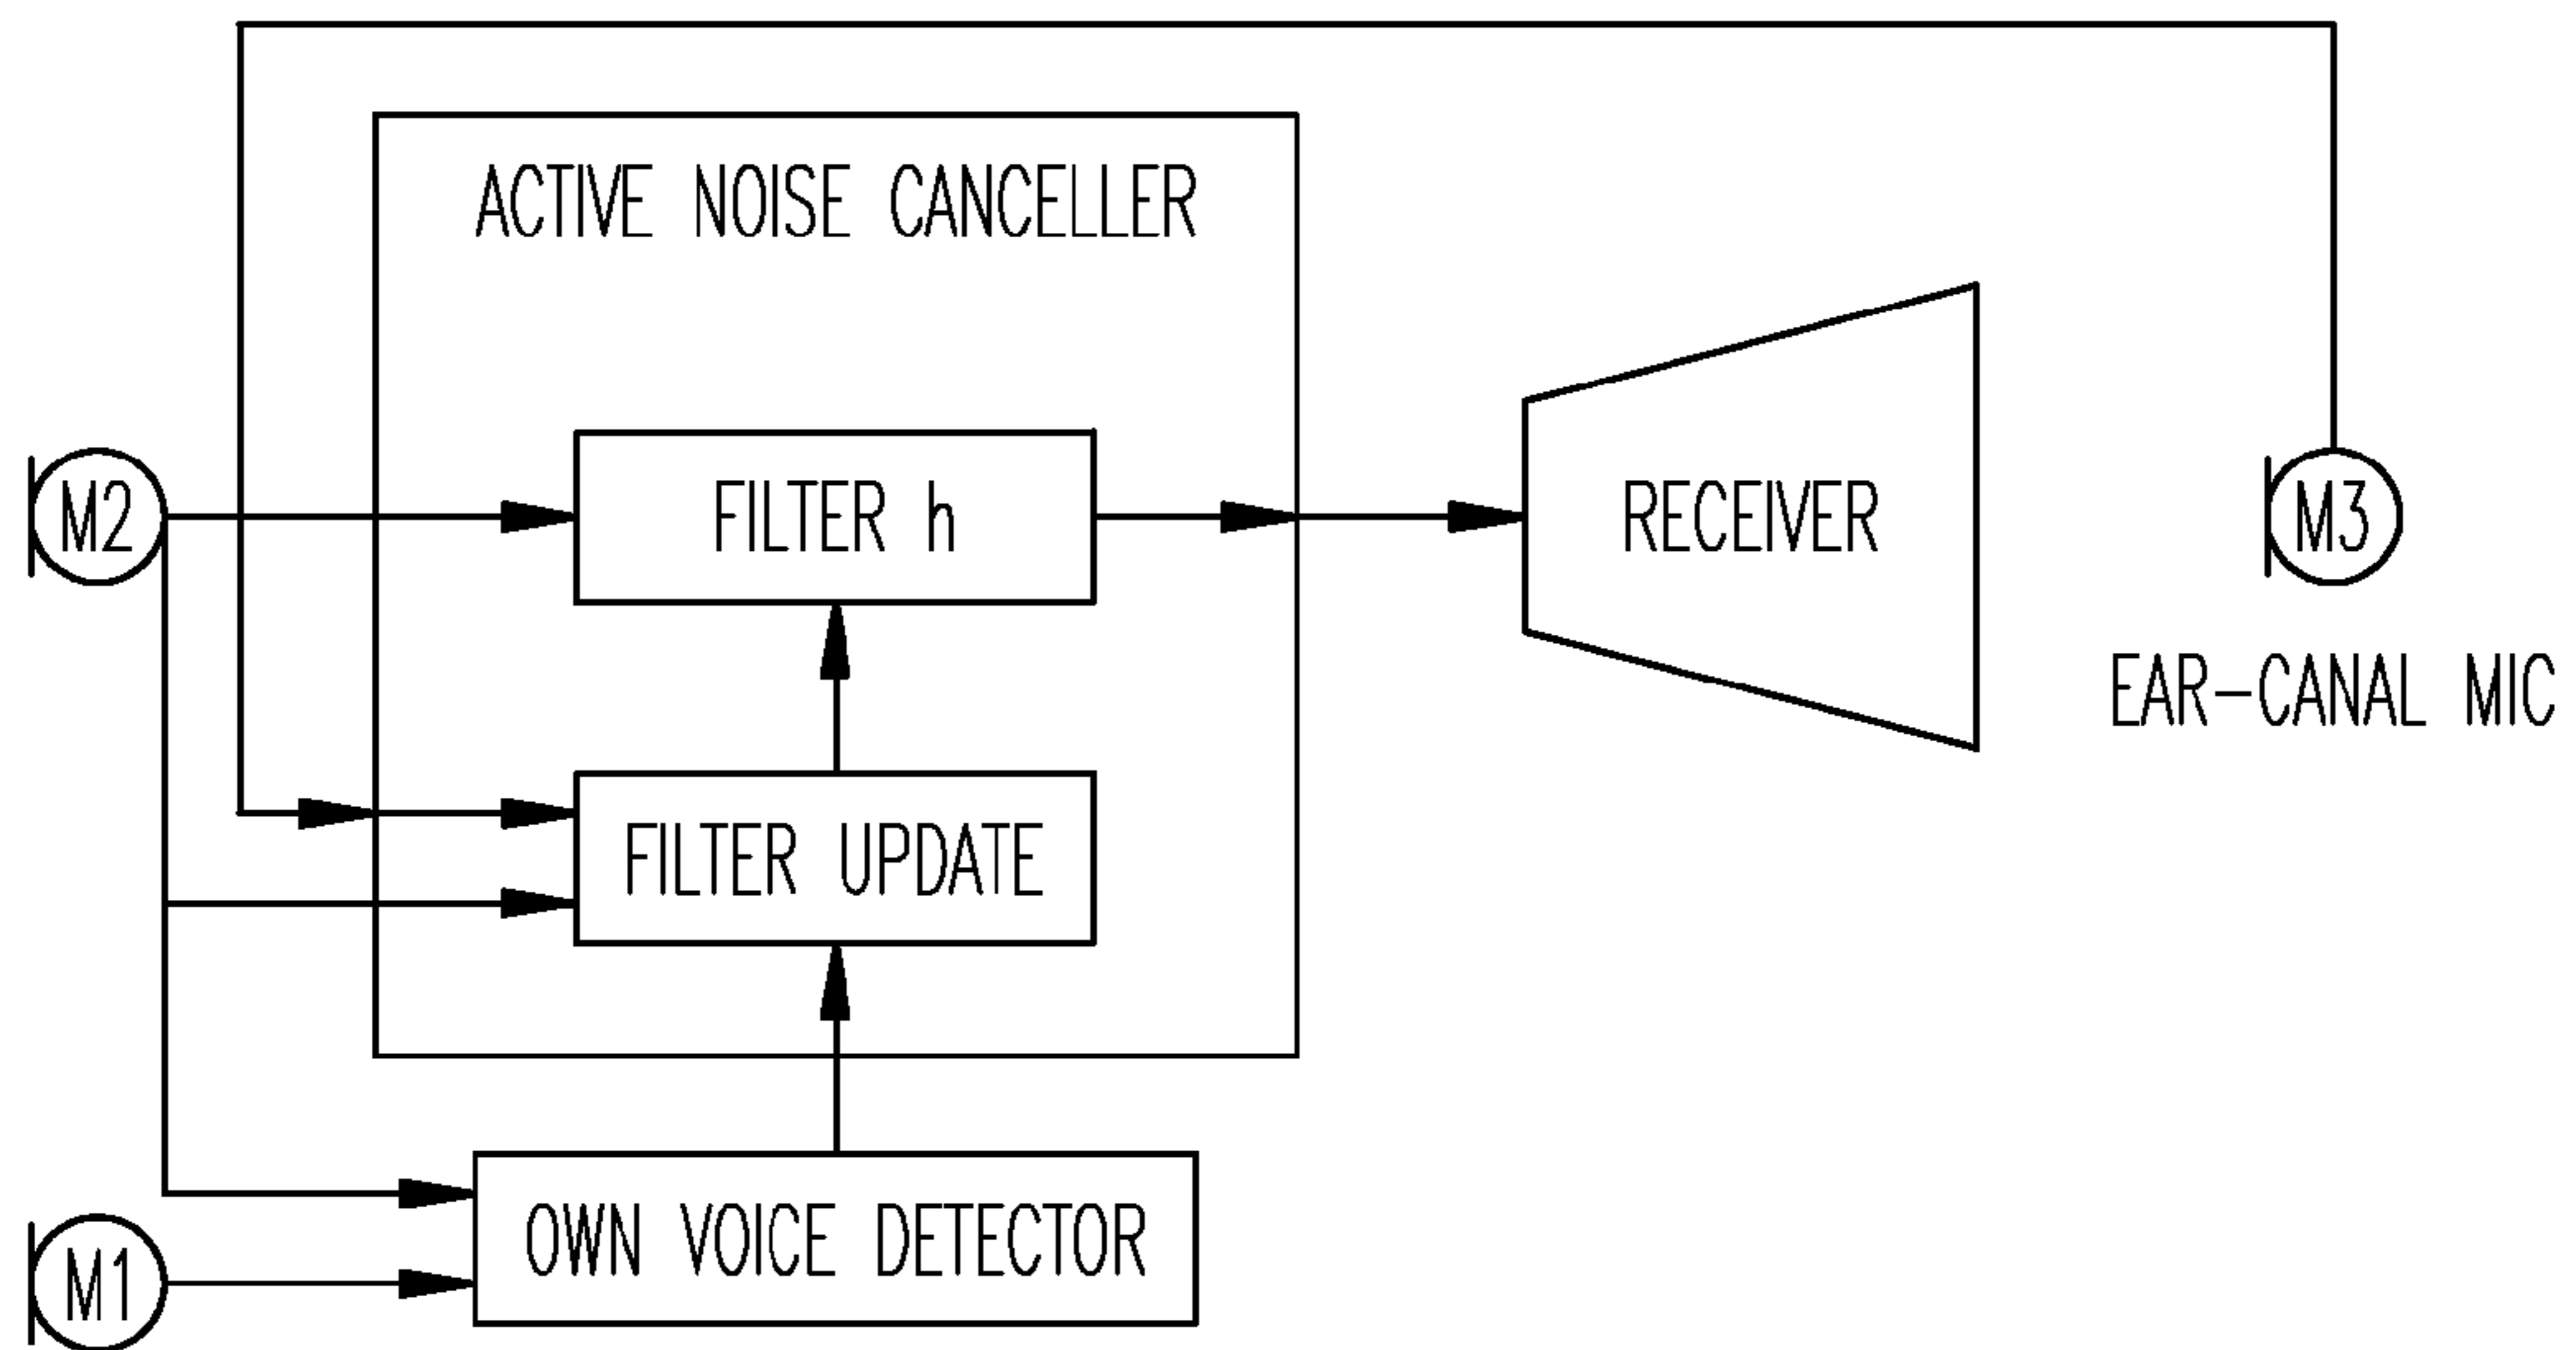 ACTIVE NOISE CANCELLER
M2
FILTER h
RECEIVER
M3
EAR-CANAL MIC
FILTER UPDATE
OWN VOICE DETECTOR
M1